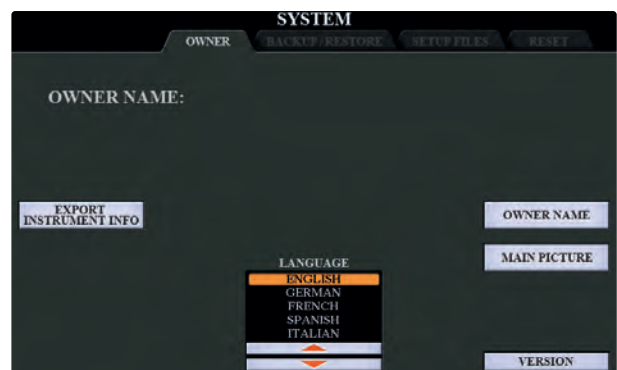 SYSTEM
OWNER BACKUP/RESTORE SETUP FILES RESET
OWNER NAME:
EXPORT
INSTRUMENT INFO
OWNER NAME
MAIN PICTURE
LANGUAGE
ENGLISH
GERMAN
FRENCH
SPANISH
ITALIAN
VERSION